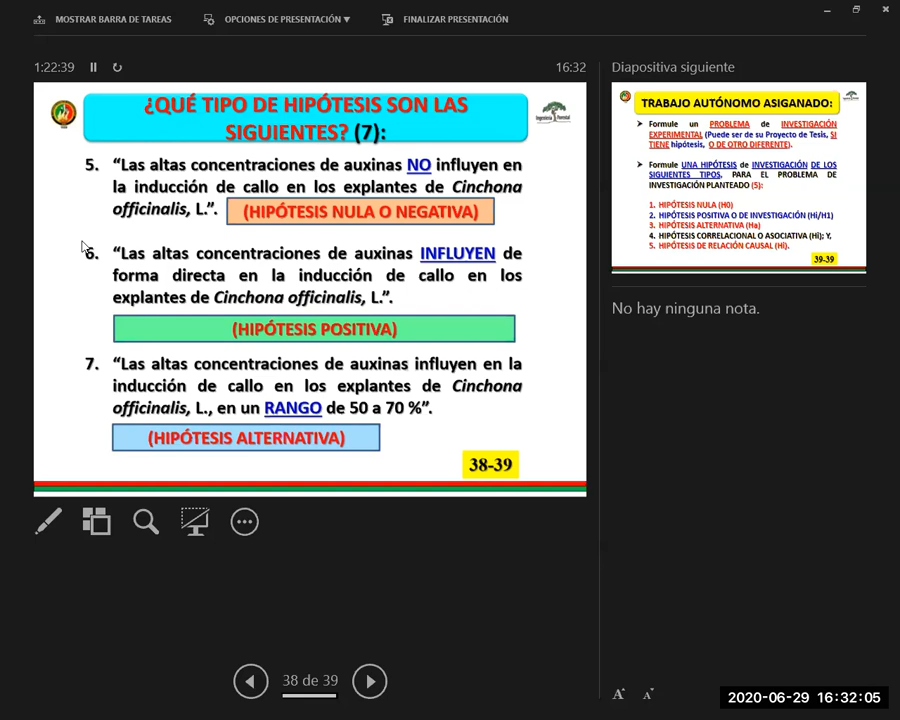 MOSTRAR BARRA DE TAREAS
OPCIONES DE PRESENTACIÓN ▼
FINALIZAR PRESENTACIÓN
1:22:39
16:32
¿QUÉ TIPO DE HIPÓTESIS SON LAS
SIGUIENTES? (7):
5. “Las altas concentraciones de auxinas NO influyen en
la inducción de callo en los explantes de Cinchona
officinalis, L.”. (HIPÓTESIS NULA O NEGATIVA)
6. “Las altas concentraciones de auxinas INFLUYEN de
forma directa en la inducción de callo en los
explantes de Cinchona officinalis, L.”.
(HIPÓTESIS POSITIVA)
7. “Las altas concentraciones de auxinas influyen en la
inducción de callo en los explantes de Cinchona
officinalis, L., en un RANGO de 50 a 70 %”.
(HIPÓTESIS ALTERNATIVA)
38-39
Ingeniería Forestal
38 de 39
Diapositiva siguiente
TRABAJO AUTÓNOMO ASIGANADO:
Formule un PROBLEMA de INVESTIGACIÓN
EXPERIMENTAL (Puede ser de su Proyecto de Tesis, SI
TIENE hipótesis, O DE OTRO DIFERENTE).
Formule UNA HIPÓTESIS de INVESTIGACIÓN DE LOS
SIGUIENTES TIPOS, PARA EL PROBLEMA DE
INVESTIGACIÓN PLANTEADO (5):
1. HIPÓTESIS NULA (H0)
2. HIPÓTESIS POSITIVA O DE INVESTIGACIÓN (Hi/H1)
3. HIPÓTESIS ALTERNATIVA (Ha)
4. HIPÓTESIS CORRELACIONAL O ASOCIATIVA (Hi); Y,
5. HIPÓTESIS DE RELACIÓN CAUSAL (Hi).
39-39
No hay ninguna nota.
A A
2020-06-29 16:32:05